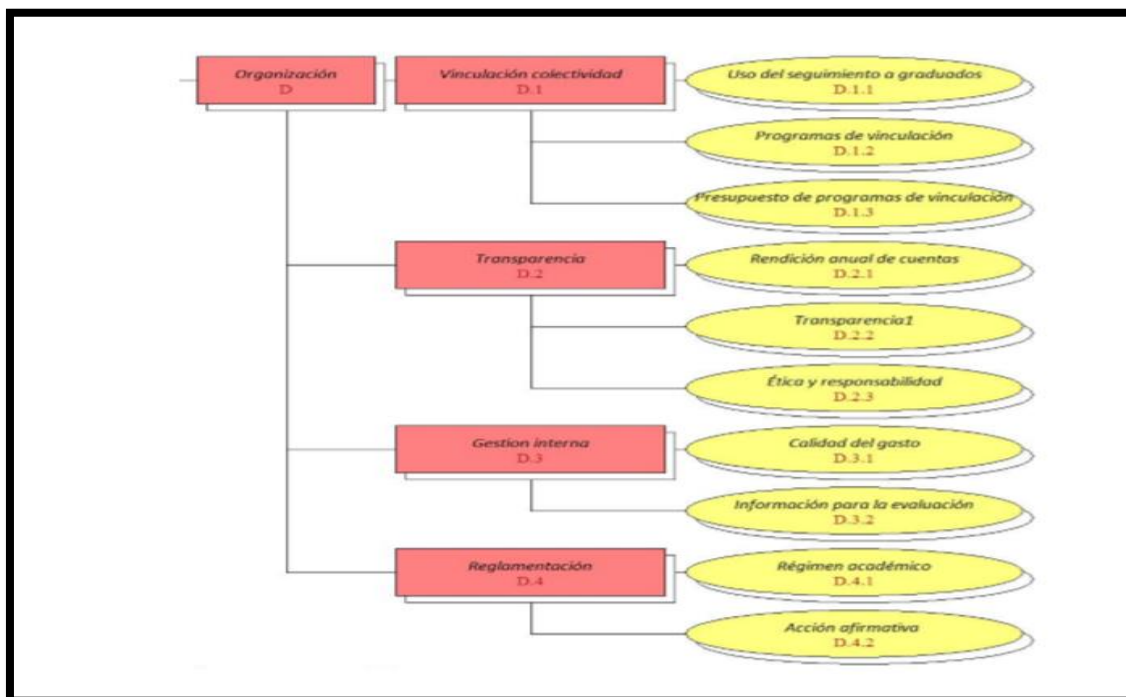 Organización
D
Vinculación colectividad
D.1
Uso del seguimiento a graduados
D.1.1
Programas de vinculación
D.1.2
Presupuesto de programas de vinculación
D.1.3
Transparencia
D.2
Rendición anual de cuentas
D.2.1
Transparencia1
D.2.2
Ética y responsabilidad
D.2.3
Gestion interna
D.3
Calidad del gasto
D.3.1
Información para la evaluación
D.3.2
Reglamentación
D.4
Régimen académico
D.4.1
Acción afirmativa
D.4.2